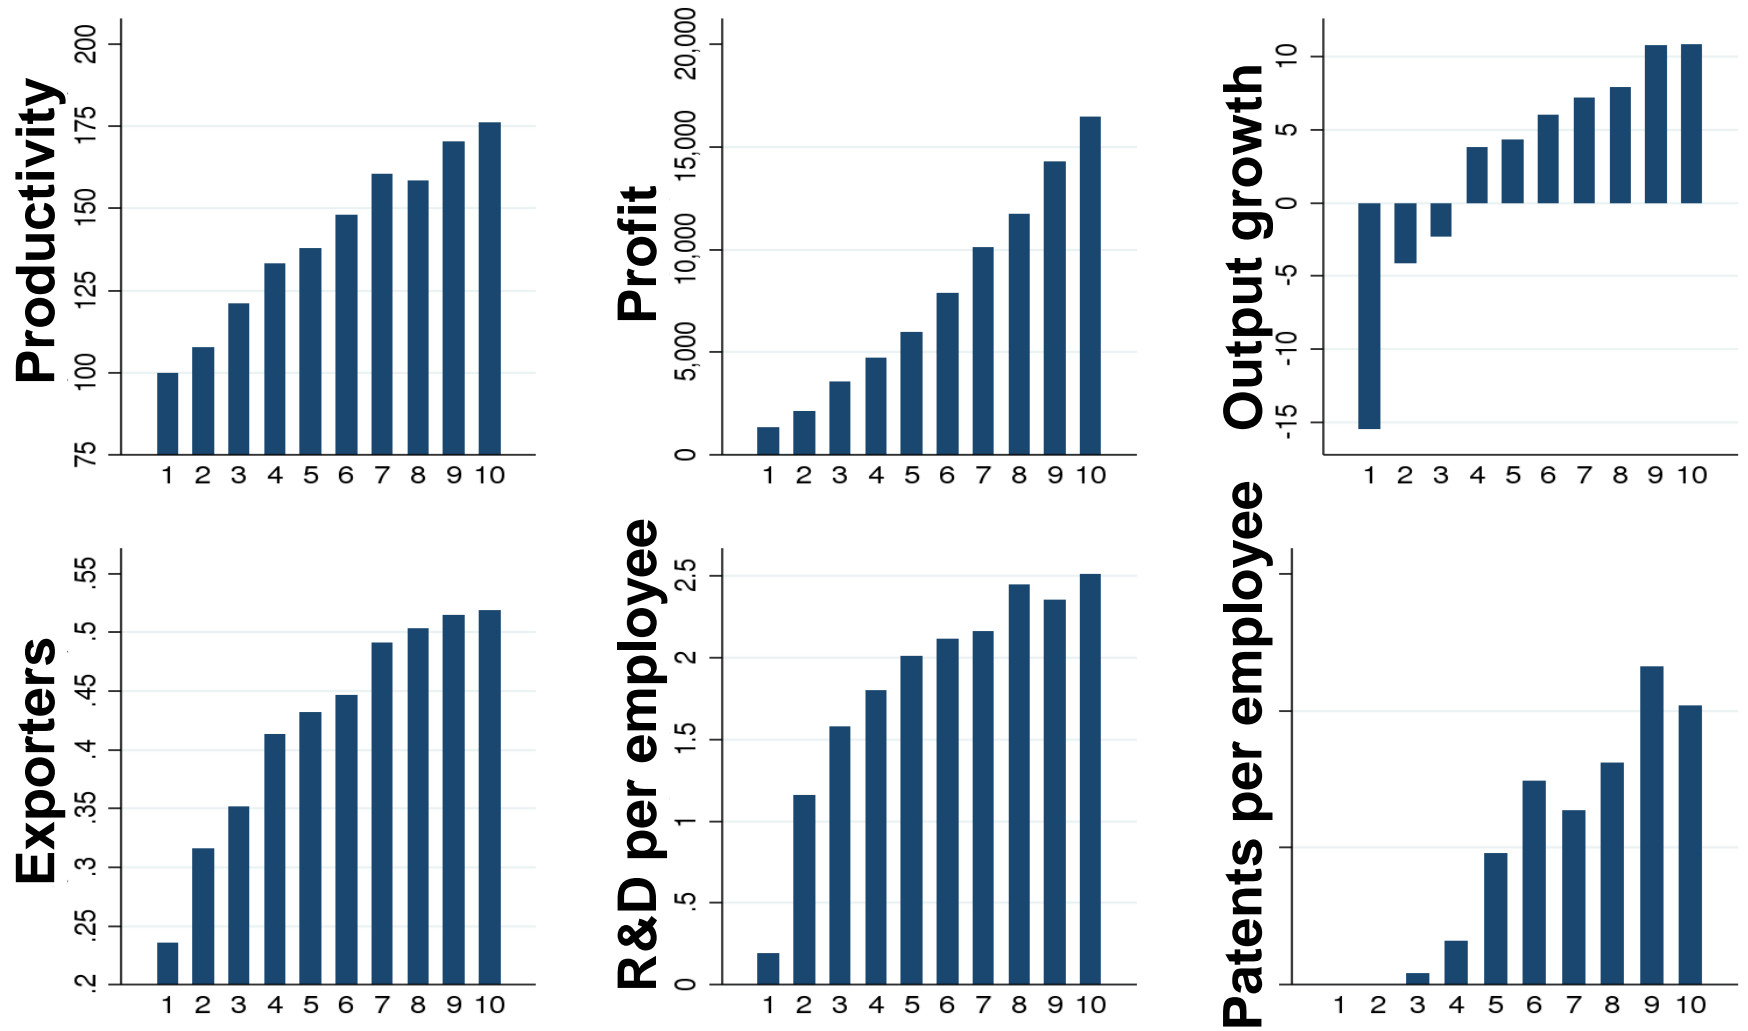 Productivity
200
175
150
125
100
75
1 2 3 4 5 6 7 8 9 10
Profit
20,000
15,000
10,000
5,000
0
1 2 3 4 5 6 7 8 9 10
Output growth
10
5
0
-5
-10
-15
1 2 3 4 5 6 7 8 9 10
Exporters
.55
.5
.45
.4
.35
.3
.25
.2
1 2 3 4 5 6 7 8 9 10
R&D per employee
2.5
2
1.5
1
.5
0
1 2 3 4 5 6 7 8 9 10
Patents per employee
1 2 3 4 5 6 7 8 9 10